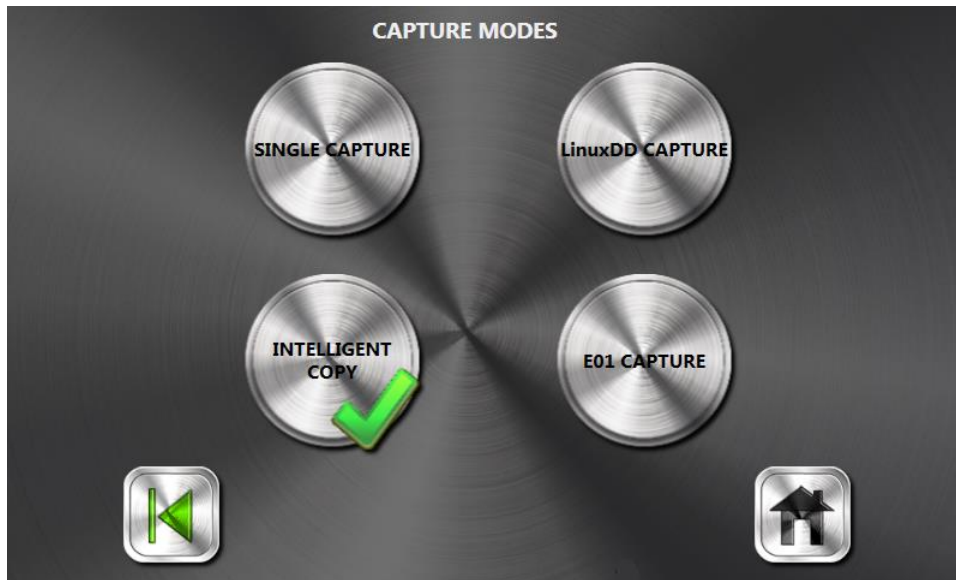 CAPTURE MODES
SINGLE CAPTURE
LinuxDD CAPTURE
INTELLIGENT
COPY
E01 CAPTURE